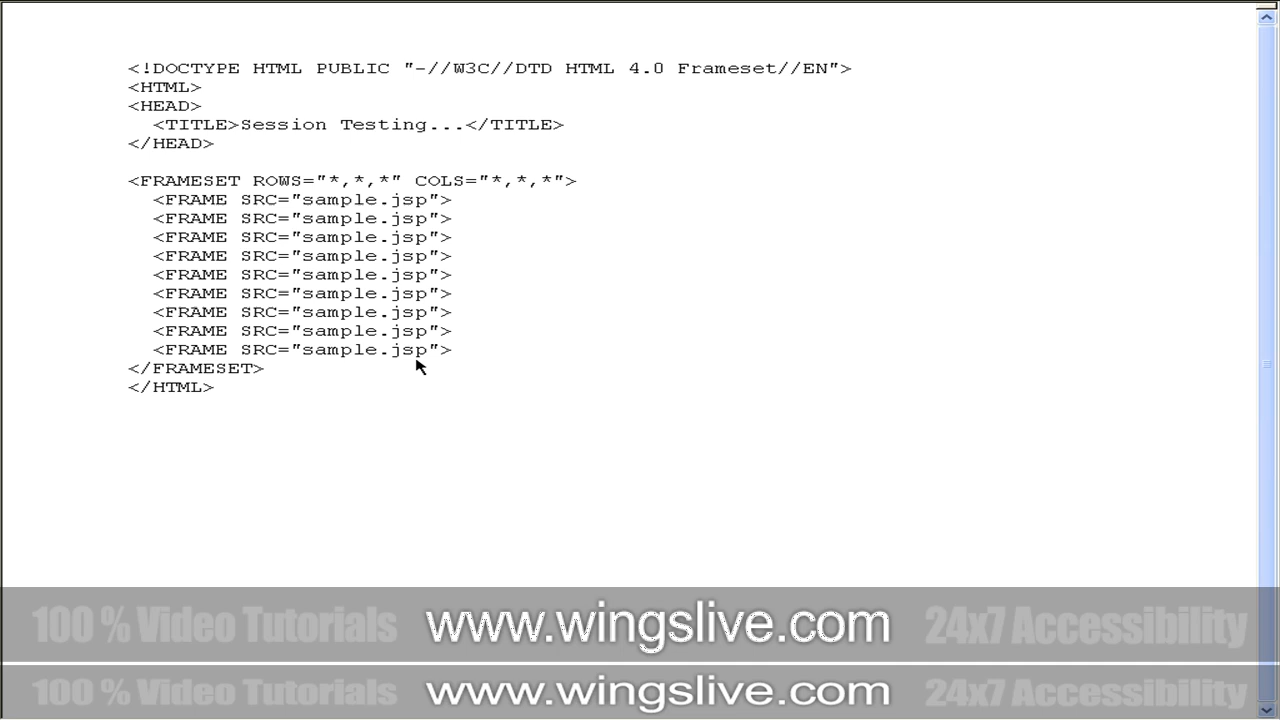 <!DOCTYPE HTML PUBLIC "-//W3C//DTD HTML 4.0 Frameset//EN">
<HTML>
<HEAD>
  <TITLE>Session Testing...</TITLE>
</HEAD>
<FRAMESET ROWS="*,*,*" COLS="*,*,*">
  <FRAME SRC="sample.jsp">
  <FRAME SRC="sample.jsp">
  <FRAME SRC="sample.jsp">
  <FRAME SRC="sample.jsp">
  <FRAME SRC="sample.jsp">
  <FRAME SRC="sample.jsp">
  <FRAME SRC="sample.jsp">
  <FRAME SRC="sample.jsp">
  <FRAME SRC="sample.jsp">
</FRAMESET>
</HTML>
100 % Video Tutorials www.wingslive.com 24x7 Accessibility
100 % Video Tutorials www.wingslive.com 24x7 Accessibility